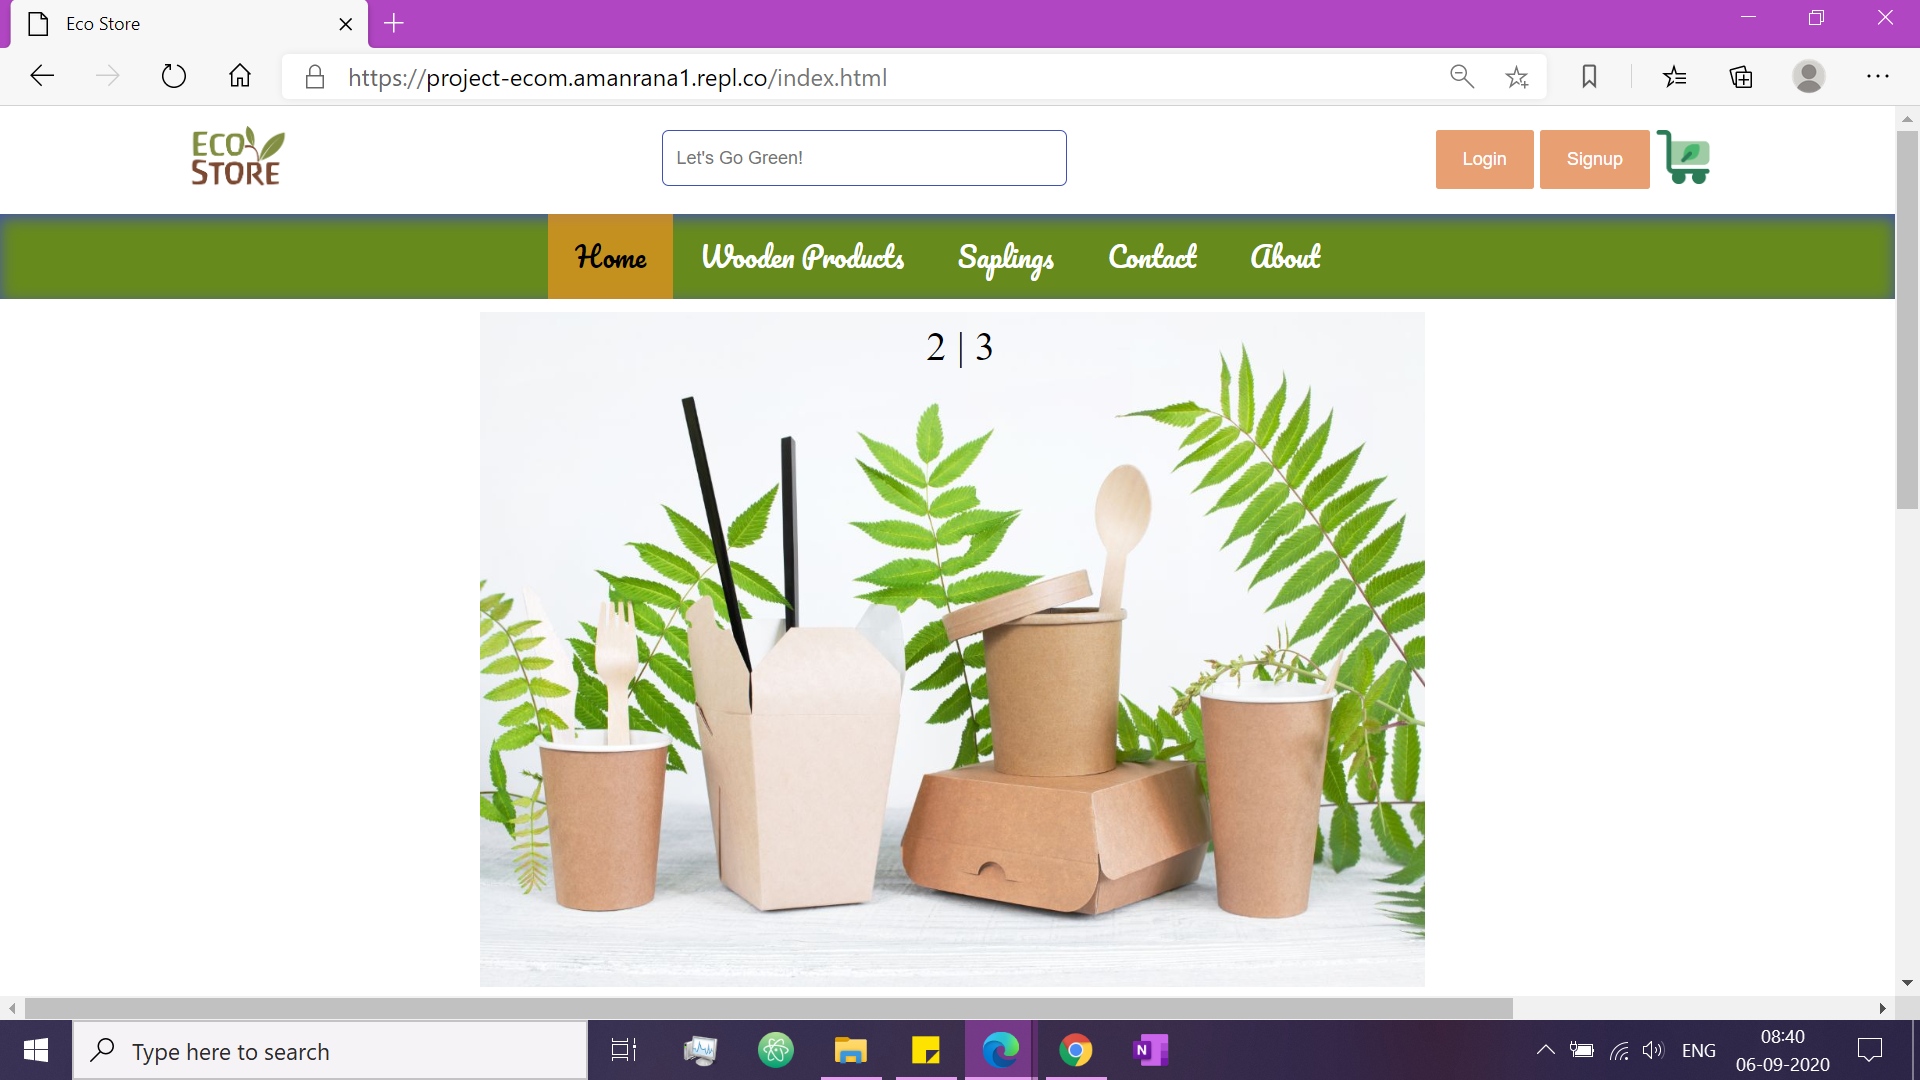 Eco Store
https://project-ecom.amanrana1.repl.co/index.html
ECO
STORE
Let's Go Green!
Login
Signup
Home
Wooden Products
Saplings
Contact
About
2 | 3
Type here to search
N
ENG
08:40
06-09-2020